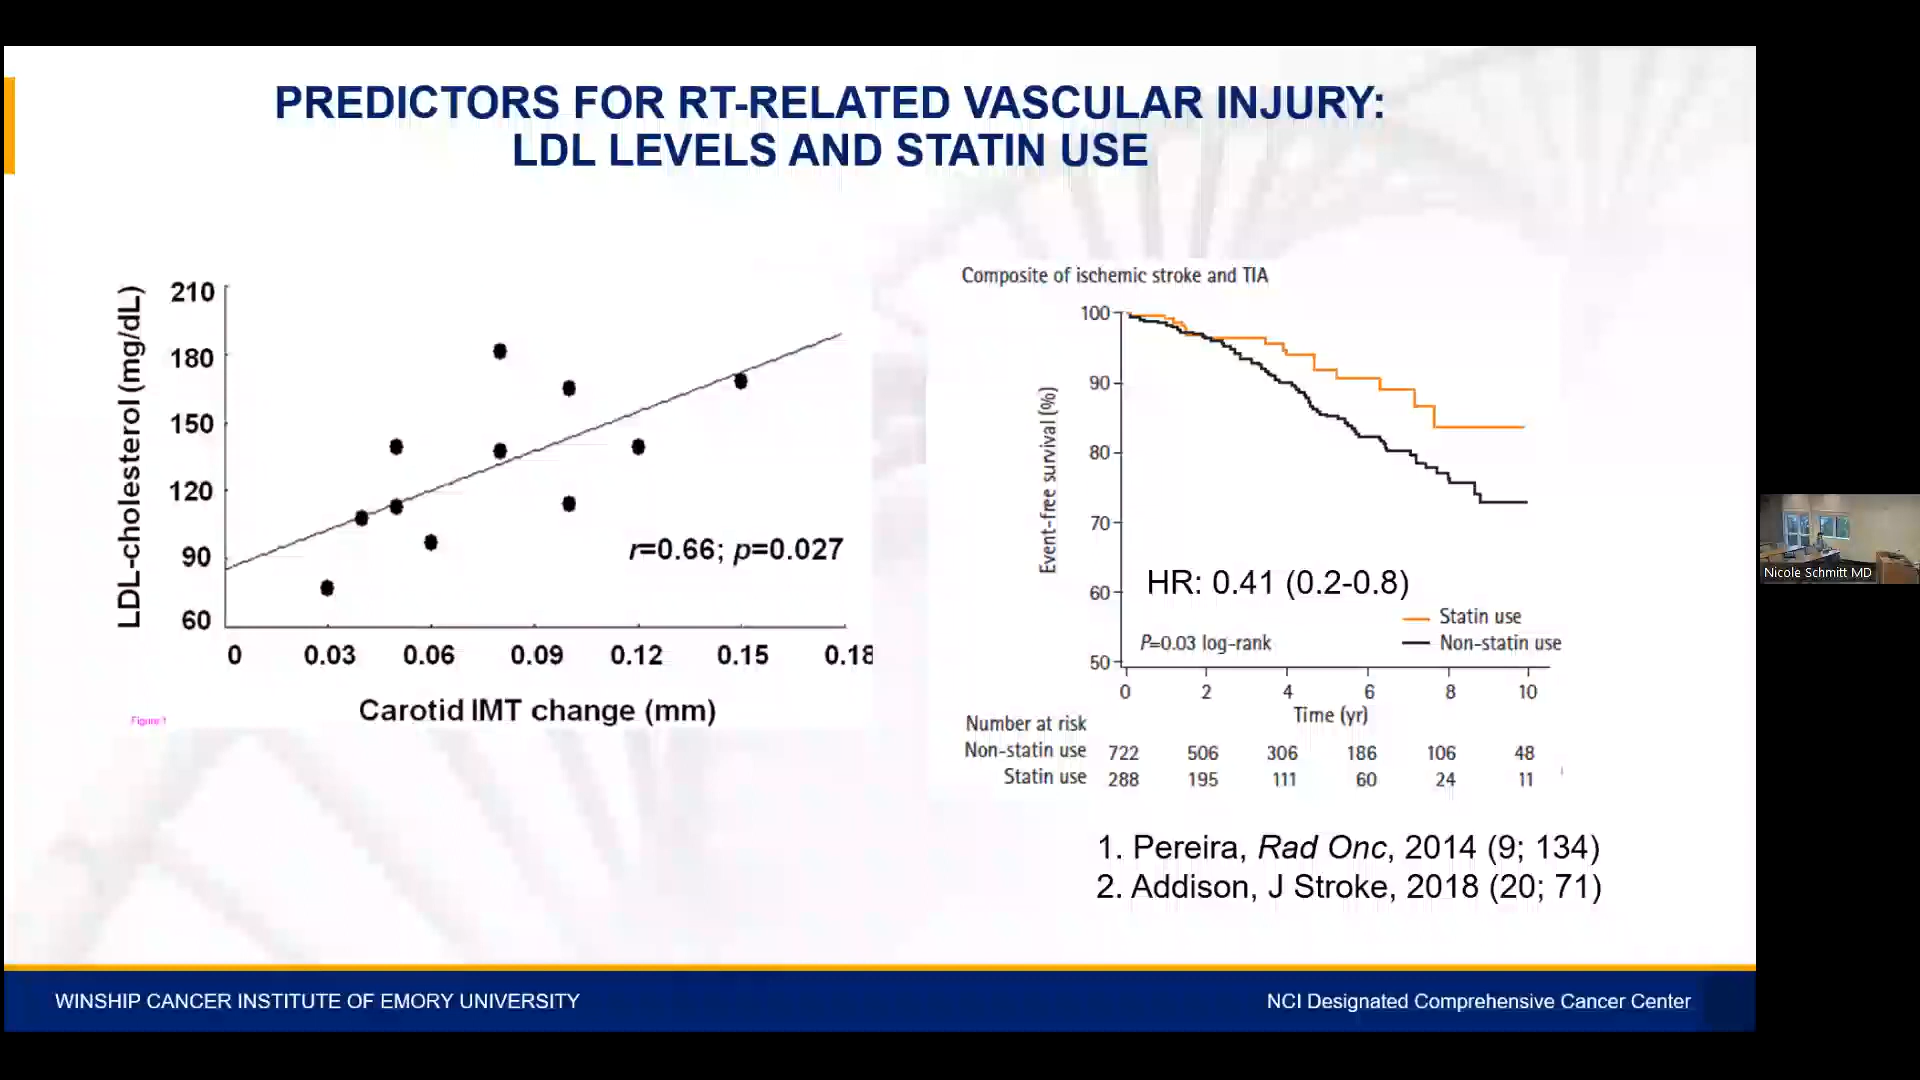 PREDICTORS FOR RT-RELATED VASCULAR INJURY:
LDL LEVELS AND STATIN USE
LDL-cholesterol (mg/dL)
210
180
150
120
90
60
r=0.66; p=0.027
0 0.03 0.06 0.09 0.12 0.15 0.18
Carotid IMT change (mm)
Figure 1
Composite of ischemic stroke and TIA
Event-free survival (%)
100
90
80
70
60
50
HR: 0.41 (0.2-0.8)
Statin use
Non-statin use
P=0.03 log-rank
0 2 4 6 8 10
Time (yr)
Number at risk
Non-statin use 722 506 306 186 106 48
Statin use 288 195 111 60 24 11
1. Pereira, Rad Onc, 2014 (9; 134)
2. Addison, J Stroke, 2018 (20; 71)
WINSHIP CANCER INSTITUTE OF EMORY UNIVERSITY
NCI Designated Comprehensive Cancer Center
Nicole Schmitt MD